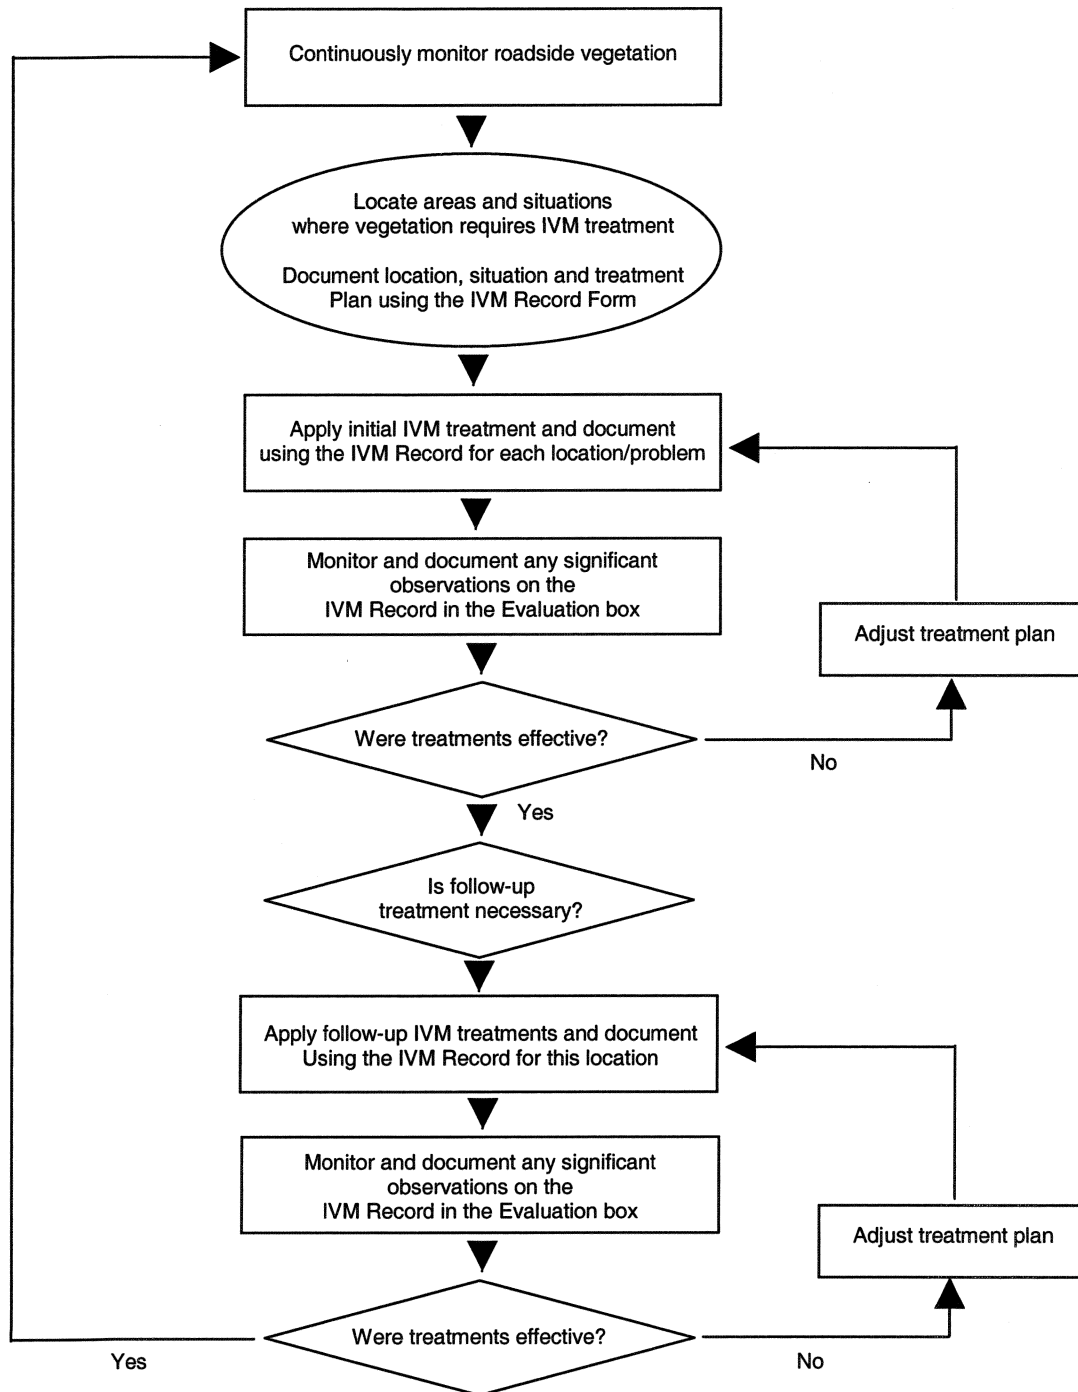 Continuously monitor roadside vegetation
Locate areas and situations
where vegetation requires IVM treatment
Document location, situation and treatment
Plan using the IVM Record Form
Apply initial IVM treatment and document
using the IVM Record for each location/problem
Monitor and document any significant
observations on the
IVM Record in the Evaluation box
Adjust treatment plan
Were treatments effective?
No
Yes
Is follow-up
treatment necessary?
Apply follow-up IVM treatments and document
Using the IVM Record for this location
Monitor and document any significant
observations on the
IVM Record in the Evaluation box
Adjust treatment plan
Were treatments effective?
Yes
No